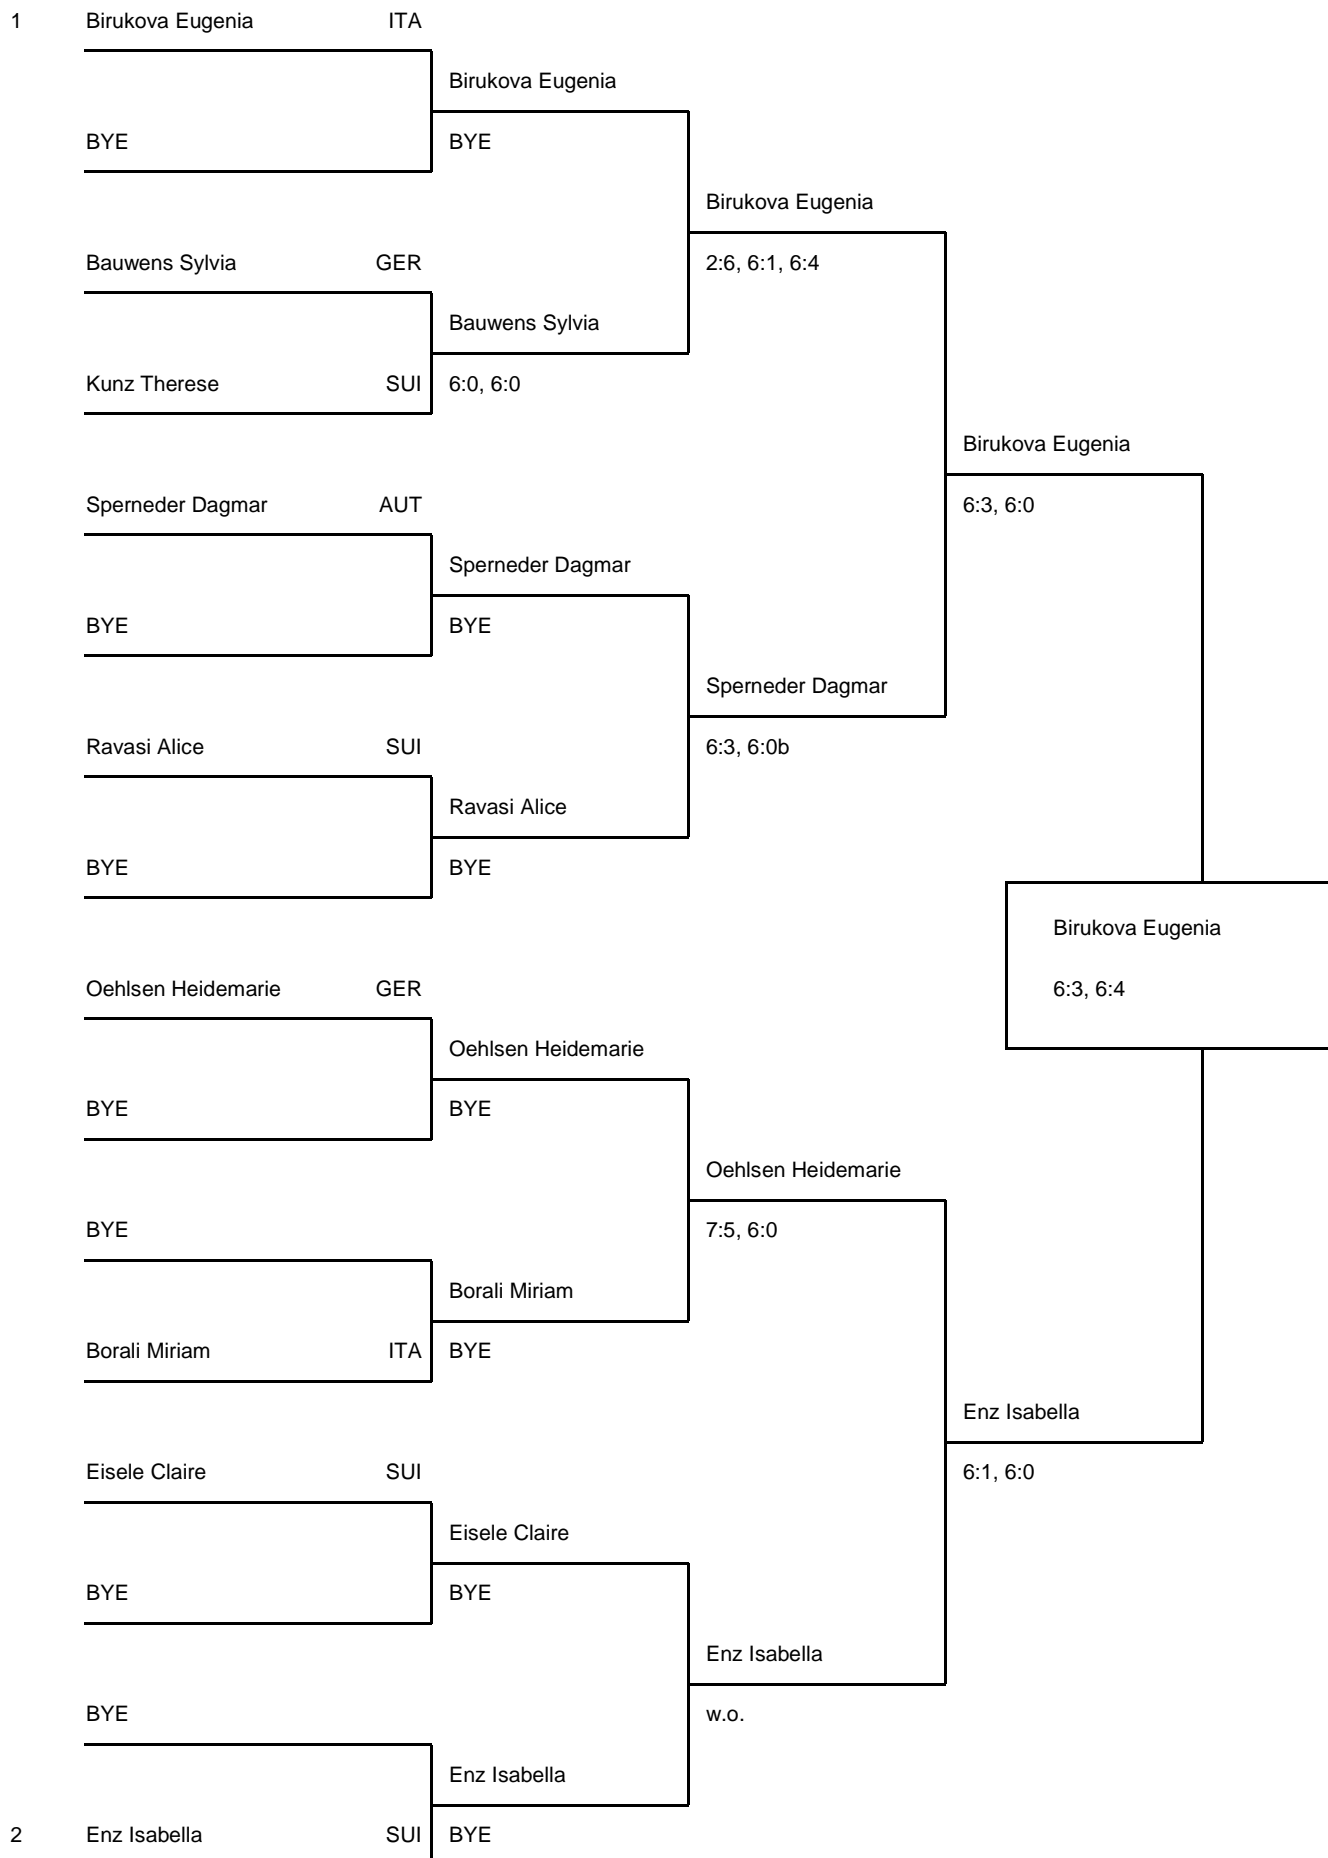 1 Birukova Eugenia ITA
Birukova Eugenia
BYE BYE
Birukova Eugenia
Bauwens Sylvia GER 2:6, 6:1, 6:4
Bauwens Sylvia
Kunz Therese SUI 6:0, 6:0
Birukova Eugenia
Sperneder Dagmar AUT 6:3, 6:0
Sperneder Dagmar
BYE BYE
Sperneder Dagmar
Ravasi Alice SUI 6:3, 6:0b
Ravasi Alice
BYE BYE
Birukova Eugenia
Oehlsen Heidemarie GER 6:3, 6:4
Oehlsen Heidemarie
BYE BYE
Oehlsen Heidemarie
BYE 7:5, 6:0
Borali Miriam
Borali Miriam ITA BYE
Enz Isabella
Eisele Claire SUI 6:1, 6:0
Eisele Claire
BYE BYE
Enz Isabella
BYE w.o.
Enz Isabella
2 Enz Isabella SUI BYE